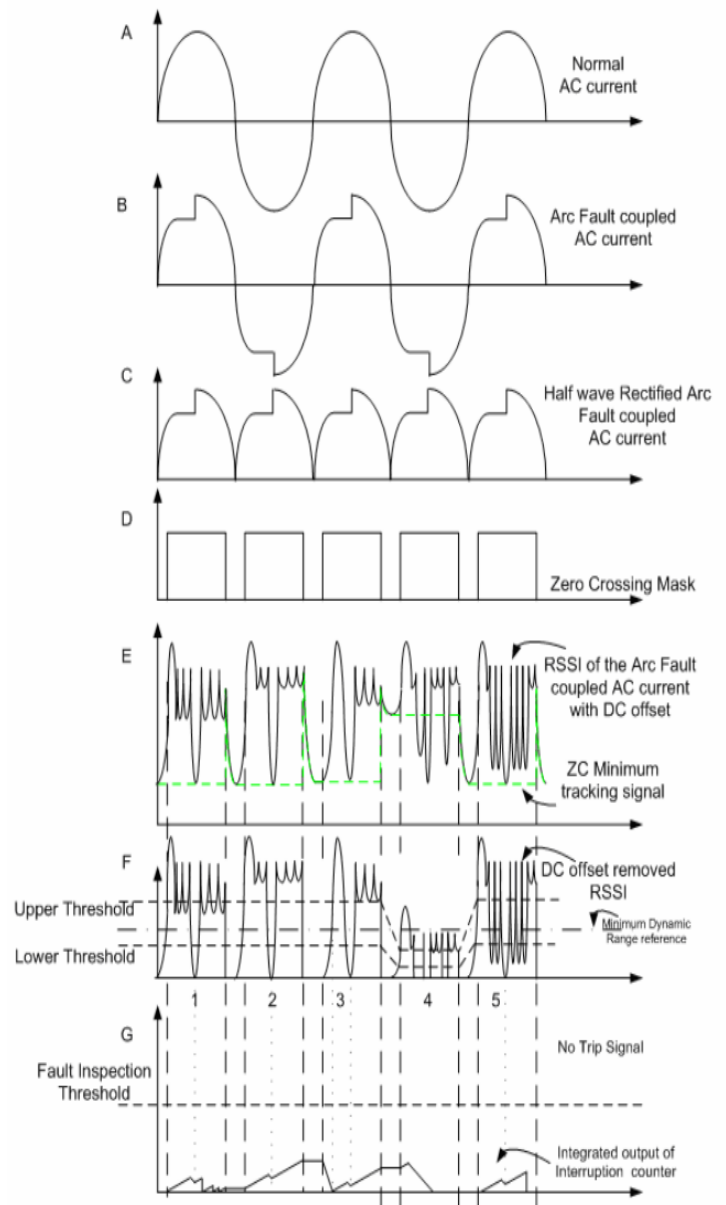 A
Normal
AC current
B
Arc Fault coupled
AC current
C
Half wave Rectified Arc
Fault coupled
AC current
D
Zero Crossing Mask
E
RSSI of the Arc Fault
coupled AC current
with DC offset
ZC Minimum
tracking signal
F
DC offset removed
RSSI
Upper Threshold
Minimum Dynamic
Range reference
Lower Threshold
1 2 3 4 5
G
No Trip Signal
Fault Inspection
Threshold
Integrated output of
Interruption counter